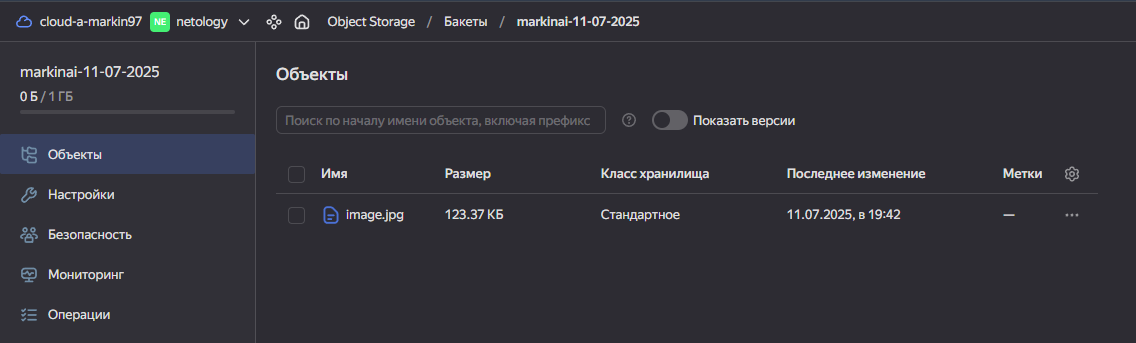 cloud-a-markin97 NE netology Object Storage / Бакеты / markinai-11-07-2025
markinai-11-07-2025
0 Б / 1 ГБ
Объекты
Настройки
Безопасность
Мониторинг
Операции
Объекты
Поиск по началу имени объекта, включая префикс
Показать версии
Имя Размер Класс хранилища Последнее изменение Метки
image.jpg 123.37 КБ Стандартное 11.07.2025, в 19:42 —